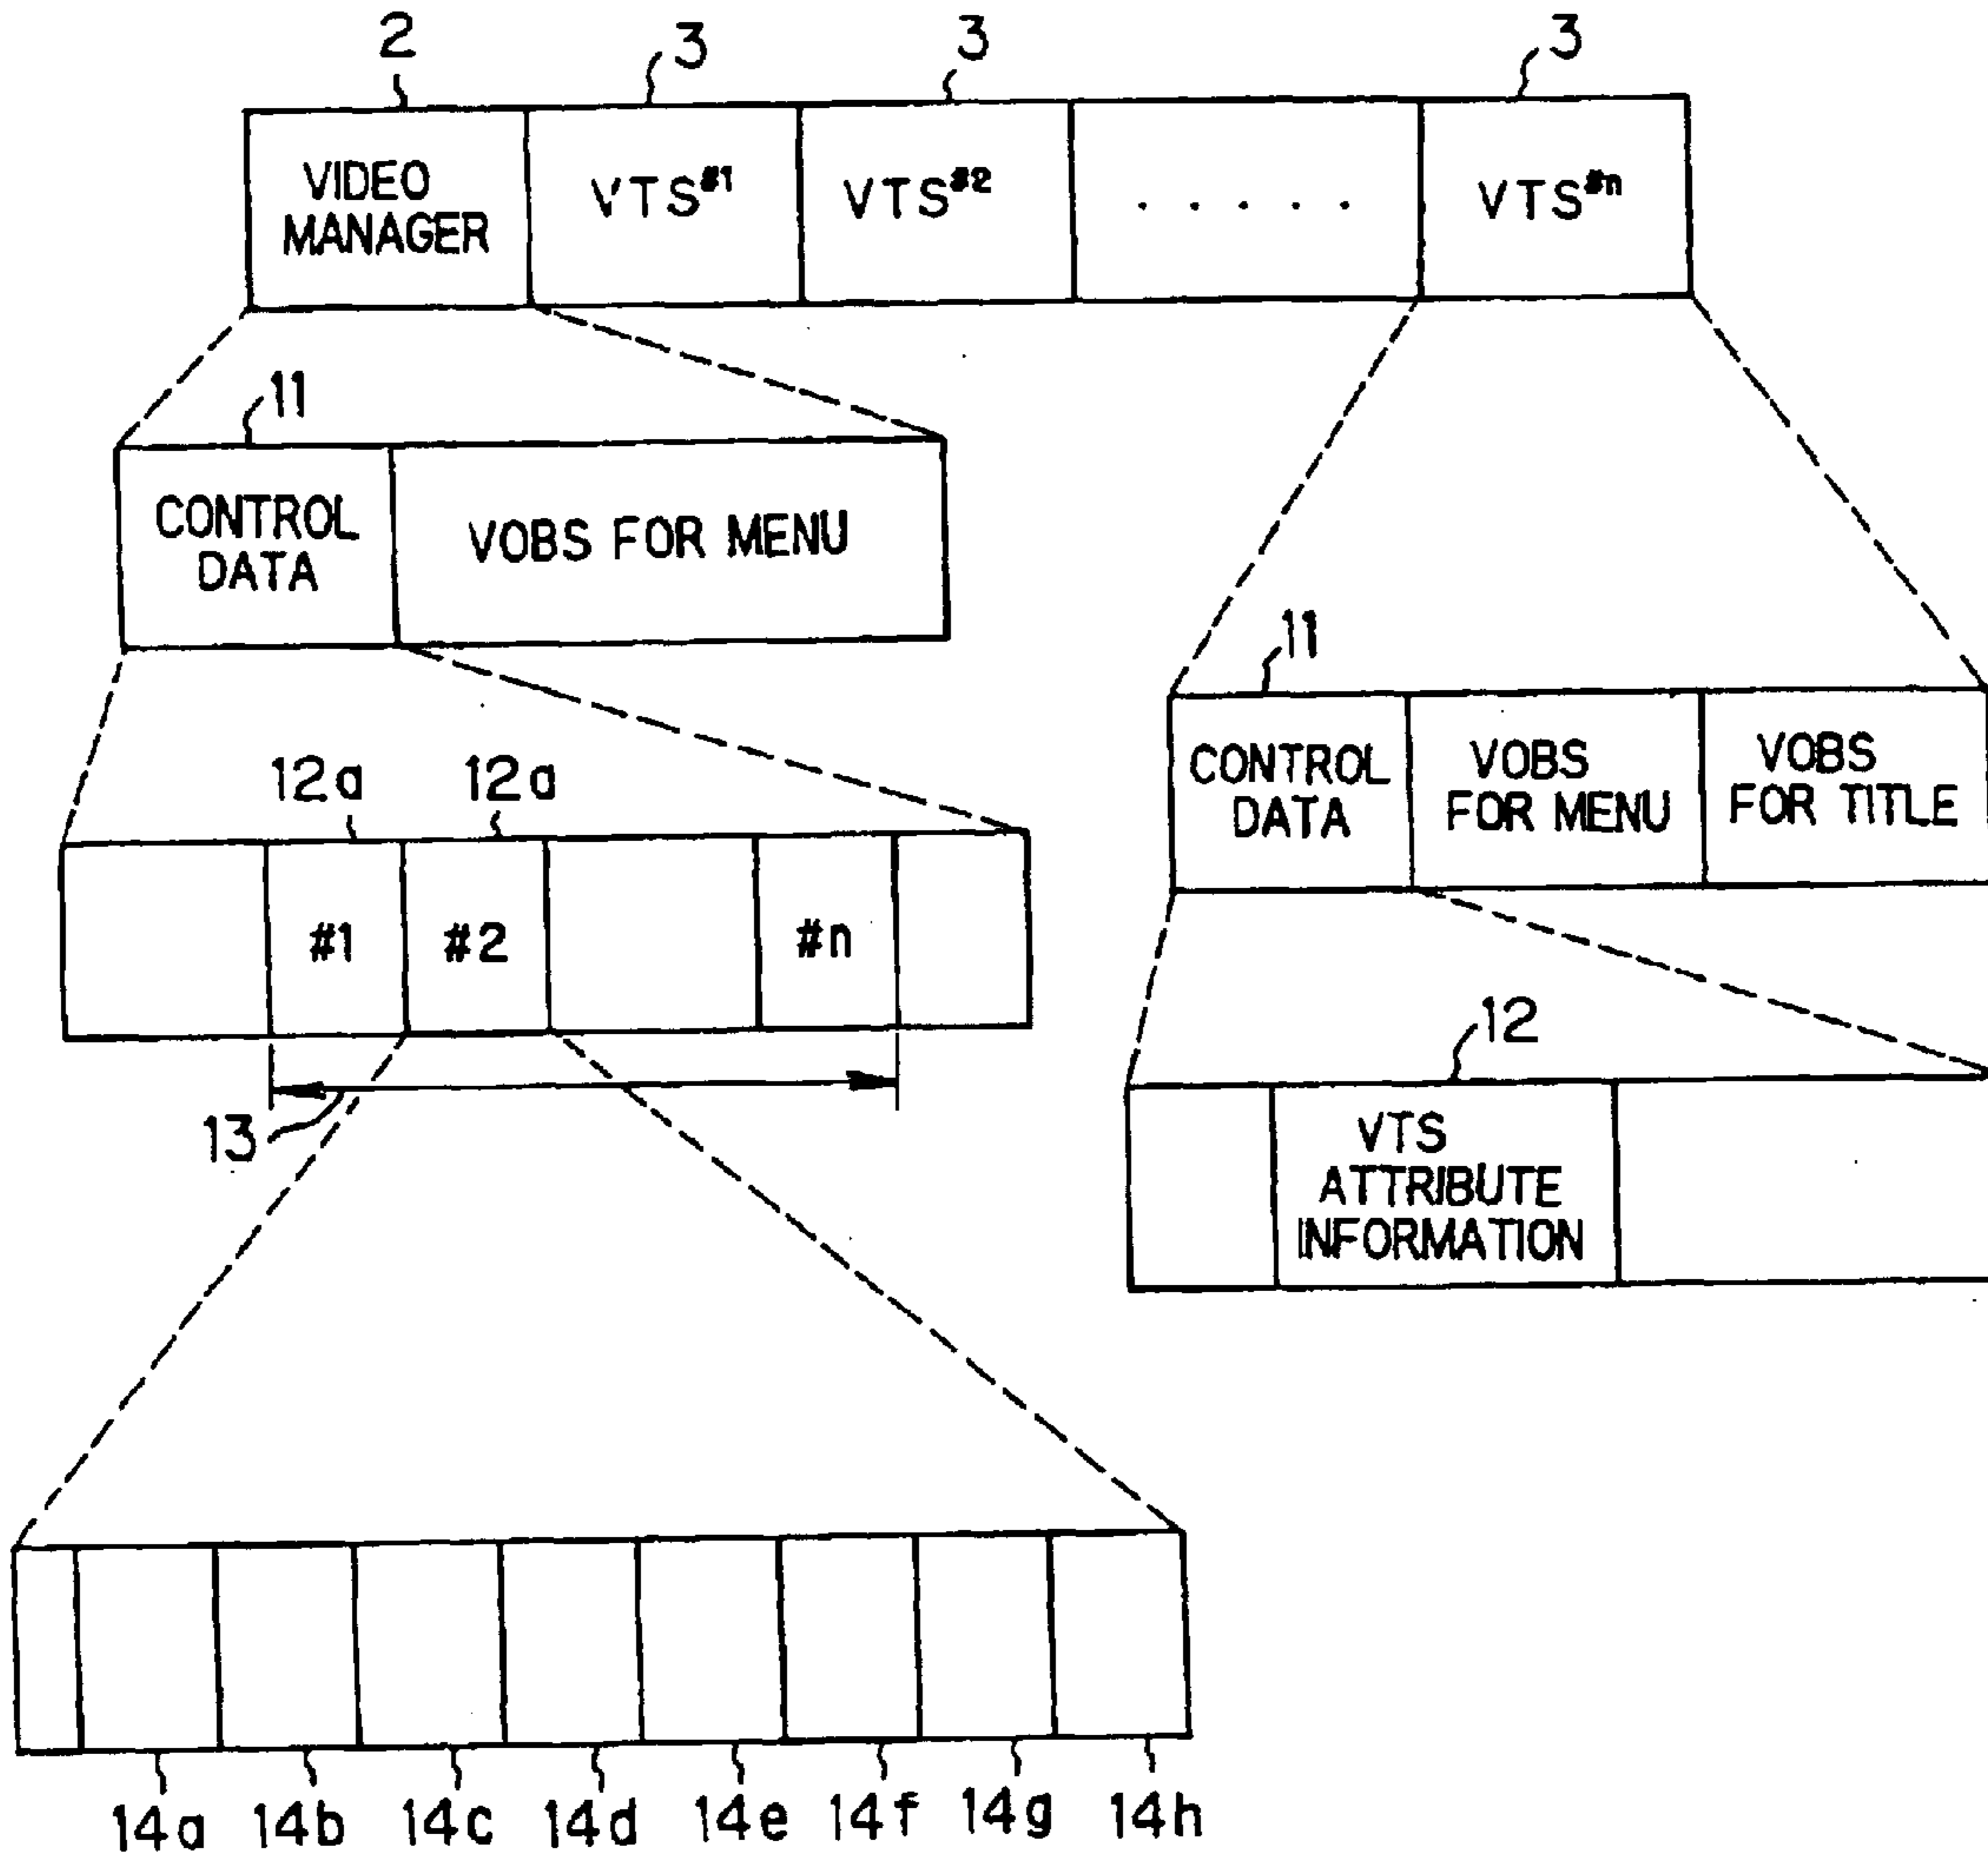 2
3
3
3
VIDEO
MANAGER
VTS#1
VTS#2
. . . . .
VTS#n
11
CONTROL
DATA
VOBS FOR MENU
11
CONTROL
DATA
VOBS
FOR MENU
VOBS
FOR TITLE
12a
12a
#1
#2
#n
13
12
VTS
ATTRIBUTE
INFORMATION
14a
14b
14c
14d
14e
14f
14g
14h